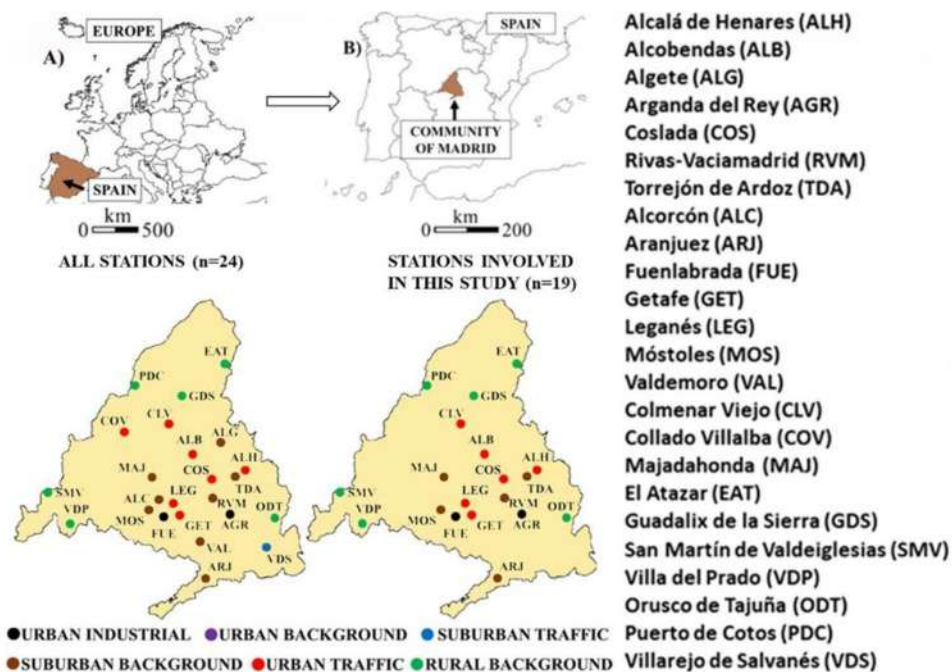 EUROPE
A)
SPAIN
km
0 500
ALL STATIONS (n=24)
B)
SPAIN
COMMUNITY
OF MADRID
km
0 200
STATIONS INVOLVED
IN THIS STUDY (n=19)
EAT
PDC
GDS
CLV
COV
ALB
ALG
ALH
MAJ
COS
TDA
SMV
ALC
LEG
RVM
ODT
VDP
MOS
FUE
GET
AGR
VAL
VDS
ARJ
EAT
PDC
GDS
CLV
ALB
ALH
MAJ
COS
TDA
SMV
LEG
RVM
ODT
VDP
MOS
FUE
GET
AGR
ARJ
URBAN INDUSTRIAL URBAN BACKGROUND SUBURBAN TRAFFIC
SUBURBAN BACKGROUND URBAN TRAFFIC RURAL BACKGROUND
Alcalá de Henares (ALH)
Alcobendas (ALB)
Algete (ALG)
Arganda del Rey (AGR)
Coslada (COS)
Rivas-Vaciamadrid (RVM)
Torrejón de Ardoz (TDA)
Alcorcón (ALC)
Aranjuez (ARJ)
Fuenlabrada (FUE)
Getafe (GET)
Leganés (LEG)
Móstoles (MOS)
Valdemoro (VAL)
Colmenar Viejo (CLV)
Collado Villalba (COV)
Majadahonda (MAJ)
El Atazar (EAT)
Guadalix de la Sierra (GDS)
San Martín de Valdeiglesias (SMV)
Villa del Prado (VDP)
Orusco de Tajuña (ODT)
Puerto de Cotos (PDC)
Villarejo de Salvanés (VDS)